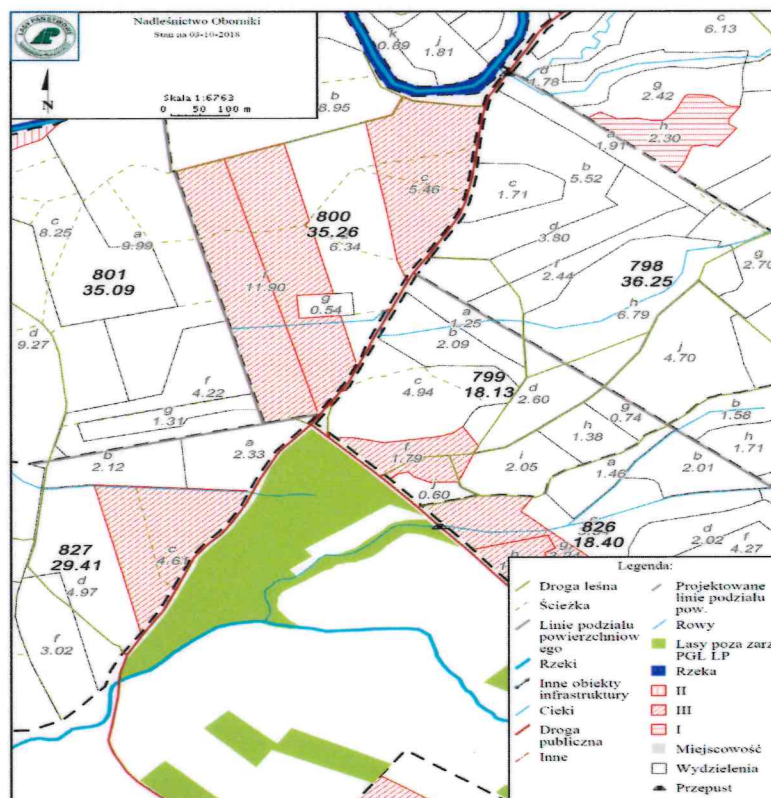 LASY PAŃSTWOWE
Nadleśnictwo Oborniki
Stan na 03-10-2018
Skala 1:6763
0 50 100 m
N
k
0.89
j
1.81
c
6.13
d
1.78
g
2.42
b
8.95
h
2.30
a
1.91
b
5.52
c
5.46
c
1.71
c
8.25
a
9.99
800
35.26
6.34
d
3.80
801
35.09
i
11.90
f
2.44
798
36.25
g
2.70
g
0.54
h
6.79
a
1.25
b
2.09
d
9.27
j
4.70
f
4.22
c
4.94
799
18.13
d
2.60
g
1.31
g
0.74
b
1.58
h
1.38
f
1.79
b
2.12
a
2.33
i
2.05
h
1.71
a
1.46
b
2.01
j
0.60
c
4.61
826
18.40
d
2.02
f
4.27
827
29.41
d
4.97
f
3.02
Legenda:
Droga leśna
Ścieżka
Linie podziału
powierzchniow
ego
Rzeki
Inne obiekty
infrastruktury
Cieki
Droga
publiczna
Inne
Projektowane
linie podziału
pow.
Rowy
Lasy poza zarz
PGL LP
Rzeka
II
III
I
Miejscowość
Wydzielenia
Przepust